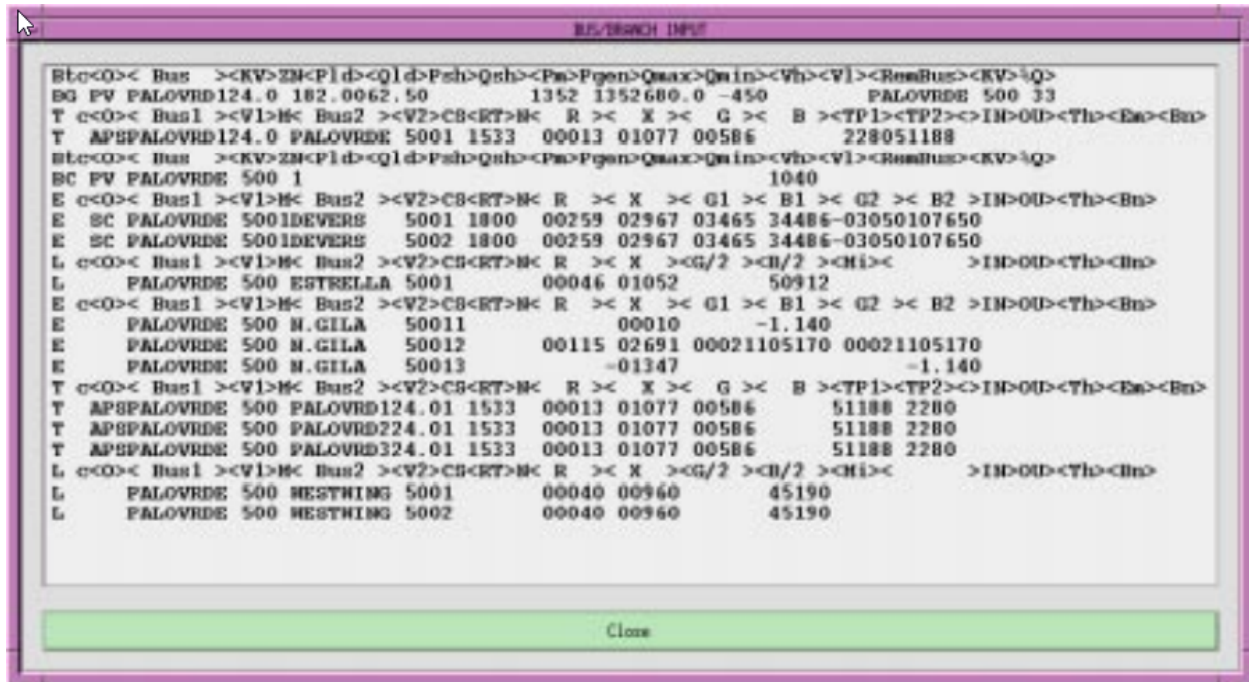 BUS/BRANCH INPUT
Btc<O>< Bus  ><KV>ZN<Pld><Qld>Psh>Qsh><Pm>Pgen>Qmax>Qmin><Vh><Vl><RemBus><KV>%Q>
BG PV PALOVRD124.0 182.0062.50        1352 1352680.0 -450        PALOVRDE 500 33
T c<O>< Bus1 ><V1>M< Bus2 ><V2>CS<RT>N<  R ><  X ><  G ><  B ><TP1><TP2><>IN>OU><Th><Em><Bn>
T  APSPALOVRD124.0 PALOVRDE 5001 1533  00013 01077 00586        228051188
Btc<O>< Bus  ><KV>ZN<Pld><Qld>Psh>Qsh><Pm>Pgen>Qmax>Qmin><Vh><Vl><RemBus><KV>%Q>
BC PV PALOVRDE 500 1                                    1040
E c<O>< Bus1 ><V1>M< Bus2 ><V2>CS<RT>N< R >< X  >< G1 >< B1 >< G2 >< B2 >IN>OU><Th><Bn>
E  SC PALOVRDE 5001DEVERS   5001 1800  00259 02967 03465 34486-03050107650
E  SC PALOVRDE 5001DEVERS   5002 1800  00259 02967 03465 34486-03050107650
L c<O>< Bus1 ><V1>M< Bus2 ><V2>CS<RT>N< R  >< X  ><G/2 ><B/2 ><Mi><      >IN>OU><Th><Bn>
L     PALOVRDE 500 ESTRELLA 5001       00046 01052       50912
E c<O>< Bus1 ><V1>M< Bus2 ><V2>CS<RT>N< R >< X  >< G1 >< B1 >< G2 >< B2 >IN>OU><Th><Bn>
E     PALOVRDE 500 N.GILA   50011            00010      -1.140
E     PALOVRDE 500 N.GILA   50012      00115 02691 00021105170 00021105170
E     PALOVRDE 500 N.GILA   50013           -01347                  -1.140
T c<O>< Bus1 ><V1>M< Bus2 ><V2>CS<RT>N<  R ><  X ><  G ><  B ><TP1><TP2><>IN>OU><Th><Em><Bn>
T  APSPALOVRDE 500 PALOVRD124.01 1533  00013 01077 00586       51188 2280
T  APSPALOVRDE 500 PALOVRD224.01 1533  00013 01077 00586       51188 2280
T  APSPALOVRDE 500 PALOVRD324.01 1533  00013 01077 00586       51188 2280
L c<O>< Bus1 ><V1>M< Bus2 ><V2>CS<RT>N< R  >< X  ><G/2 ><B/2 ><Mi><      >IN>OU><Th><Bn>
L     PALOVRDE 500 WESTWING 5001       00040 00960       45190
L     PALOVRDE 500 WESTWING 5002       00040 00960       45190
Close